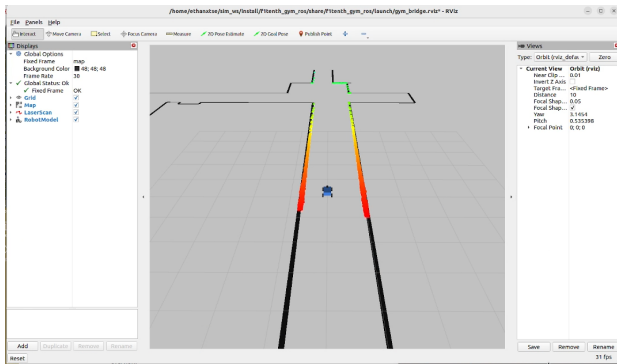 /home/ethanxtse/sim_ws/install/f1tenth_gym_ros/share/f1tenth_gym_ros/launch/gym_bridge.rviz* - RViz
File Panels Help
Interact Move Camera Select Focus Camera Measure 2D Pose Estimate 2D Goal Pose Publish Point
Displays
Global Options
Fixed Frame map
Background Color 48; 48; 48
Frame Rate 30
Global Status: Ok
Fixed Frame OK
Grid
Map
LaserScan
RobotModel
Add Duplicate Remove Rename
Reset
Views
Type: Orbit (rviz_defau Zero
Current View Orbit (rviz)
Near Clip ... 0.01
Invert Z Axis
Target Fra... <Fixed Frame>
Distance 10
Focal Shap... 0.05
Focal Shap...
Yaw 3.1454
Pitch 0.535398
Focal Point 0; 0; 0
Save Remove Rename
31 fps